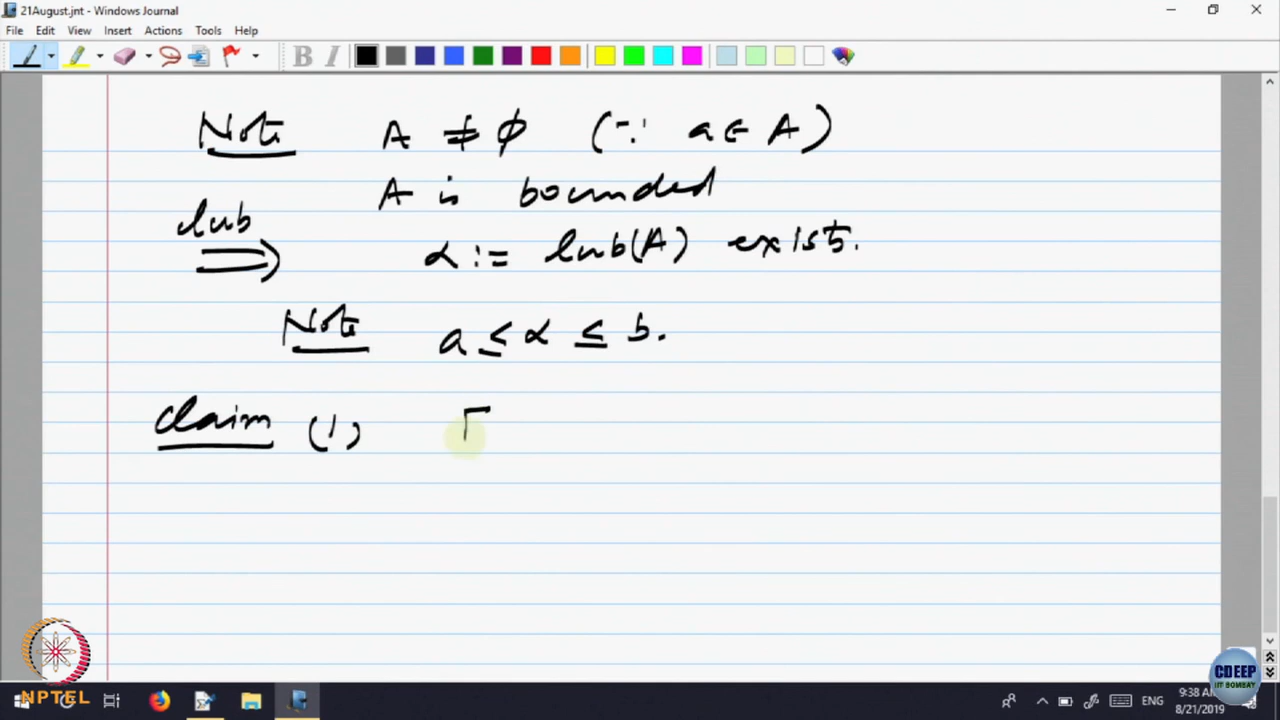 21August.jnt - Windows Journal
File Edit View Insert Actions Tools Help
Note A ≠ ϕ (∵ a ∈ A)
A is bounded
lub
⟹ α := lub(A) exists.
Note a ≤ α ≤ b.
Claim (1) [
NPTEL
CDEEP
IIT BOMBAY
ENG
9:38 AM
8/21/2019